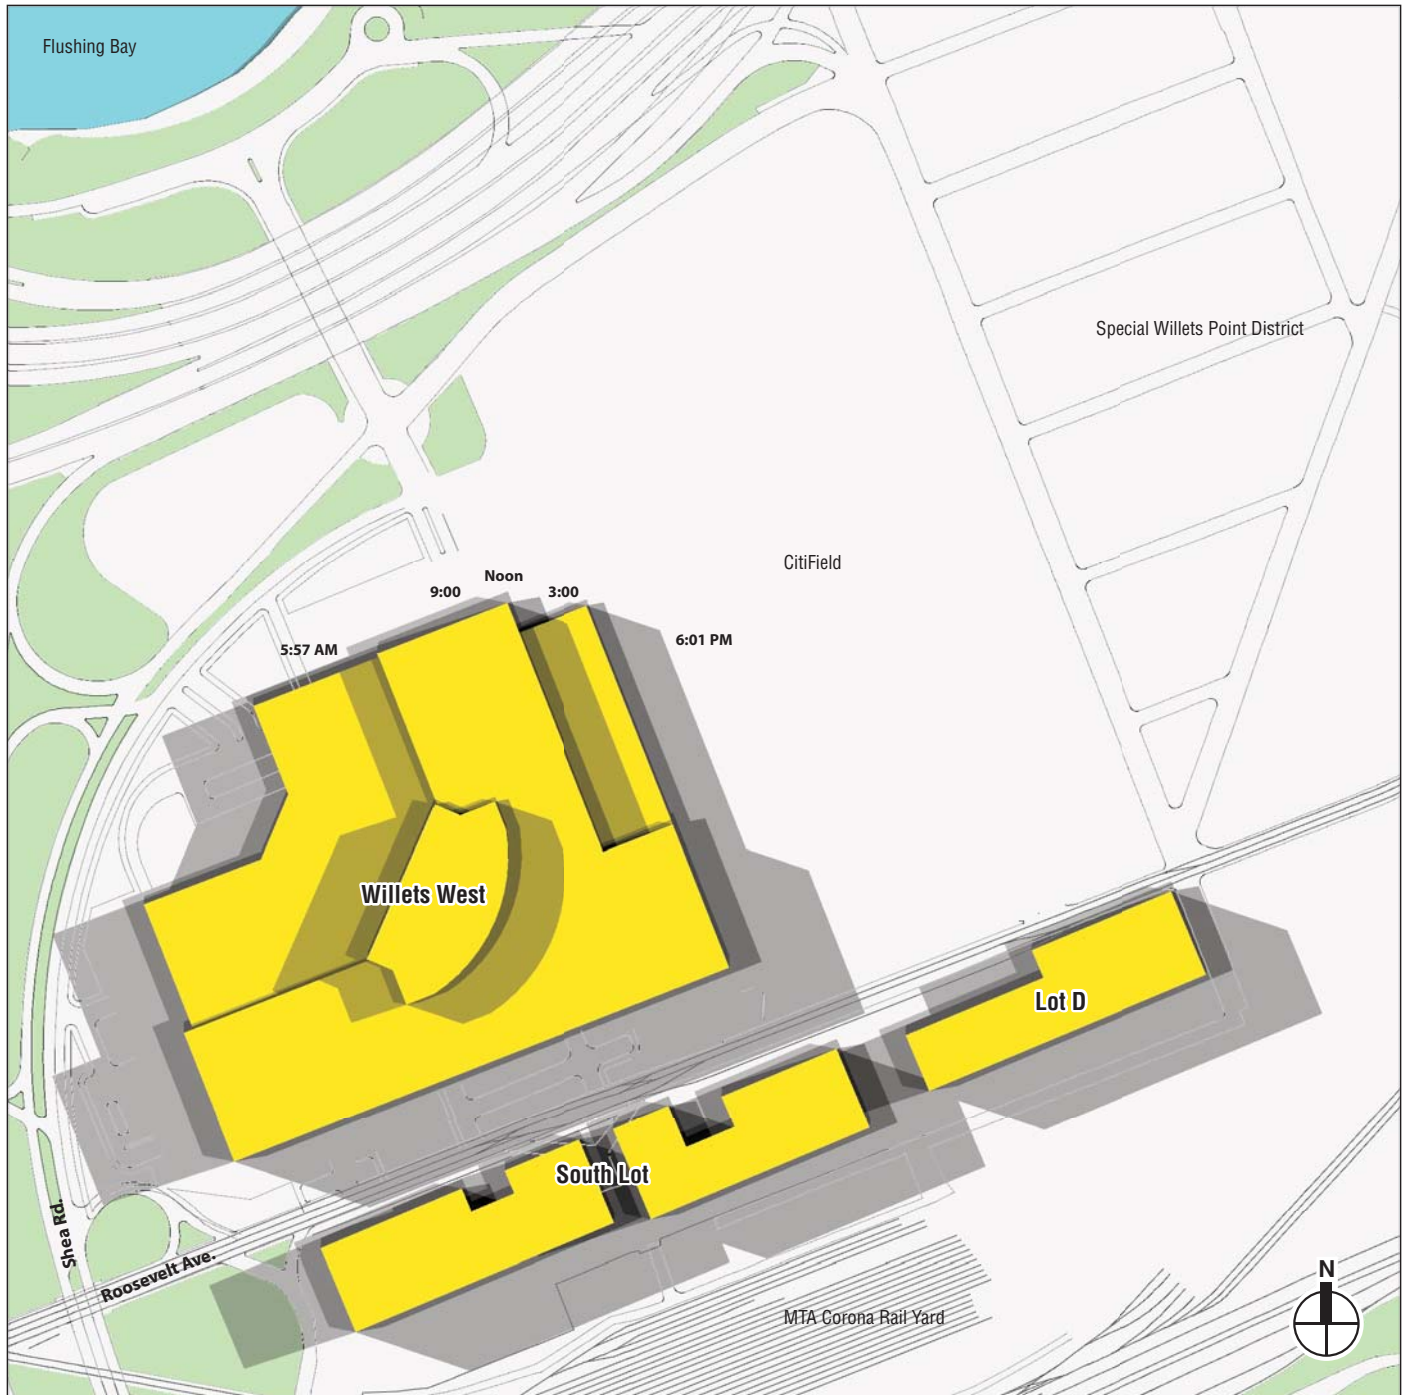 Flushing Bay
Special Willets Point District
CitiField
Noon
9:00
3:00
6:01 PM
5:57 AM
Willets West
Lot D
South Lot
Shea Rd.
Roosevelt Ave.
N
MTA Corona Rail Yard